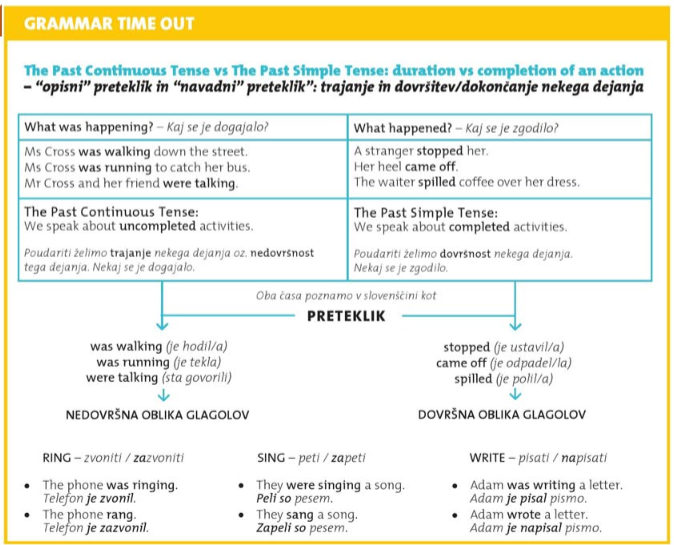 GRAMMAR TIME OUT
The Past Continuous Tense vs The Past Simple Tense: duration vs completion of an action
– “opisni” preteklik in “navadni” preteklik”: trajanje in dovršitev/dokončanje nekega dejanja
What was happening? – Kaj se je dogajalo?
Ms Cross was walking down the street.
Ms Cross was running to catch her bus.
Mr Cross and her friend were talking.
The Past Continuous Tense:
We speak about uncompleted activities.
Poudariti želimo trajanje nekega dejanja oz. nedovršnost
tega dejanja. Nekaj se je dogajalo.
What happened? – Kaj se je zgodilo?
A stranger stopped her.
Her heel came off.
The waiter spilled coffee over her dress.
The Past Simple Tense:
We speak about completed activities.
Poudariti želimo dovršnost nekega dejanja.
Nekaj se je zgodilo.
Oba časa poznamo v slovenščini kot
PRETEKLIK
was walking (je hodil/a)
was running (je tekla)
were talking (sta govorili)
NEDOVRŠNA OBLIKA GLAGOLOV
stopped (je ustavil/a)
came off (je odpadel/la)
spilled (je polil/a)
DOVRŠNA OBLIKA GLAGOLOV
RING – zvoniti / zazvoniti
• The phone was ringing.
Telefon je zvonil.
• The phone rang.
Telefon je zazvonil.
SING – peti / zapeti
• They were singing a song.
Peli so pesem.
• They sang a song.
Zapeli so pesem.
WRITE – pisati / napisati
• Adam was writing a letter.
Adam je pisal pismo.
• Adam wrote a letter.
Adam je napisal pismo.